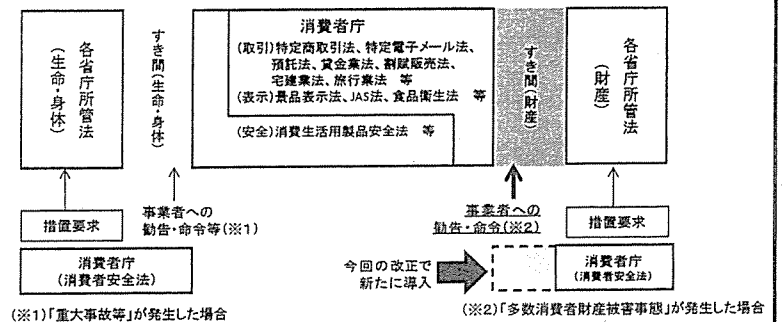 各省庁所管法
(生命・身体)
すき間(生命・身体)
消費者庁
(取引)特定商取引法、特定電子メール法、
預託法、貸金業法、割賦販売法、
宅建業法、旅行業法 等
(表示)景品表示法、JAS法、食品衛生法 等
(安全)消費生活用製品安全法 等
すき間(財産)
各省庁所管法
(財産)
措置要求
事業者への
勧告・命令等(※1)
事業者への
勧告・命令(※2)
措置要求
消費者庁
(消費者安全法)
今回の改正で
新たに導入
消費者庁
(消費者安全法)
(※1)「重大事故等」が発生した場合
(※2)「多数消費者財産被害事態」が発生した場合